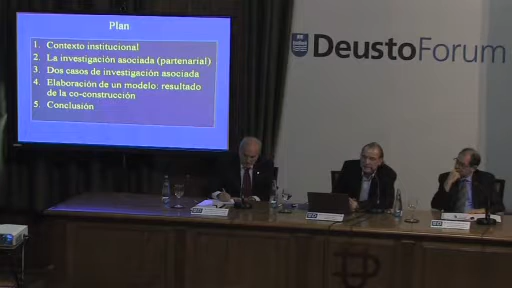 Plan
1. Contexto institucional
2. La investigación asociada (partenarial)
3. Dos casos de investigación asociada
4. Elaboración de un modelo: resultado
de la co-construcción
5. Conclusión
DeustoForum